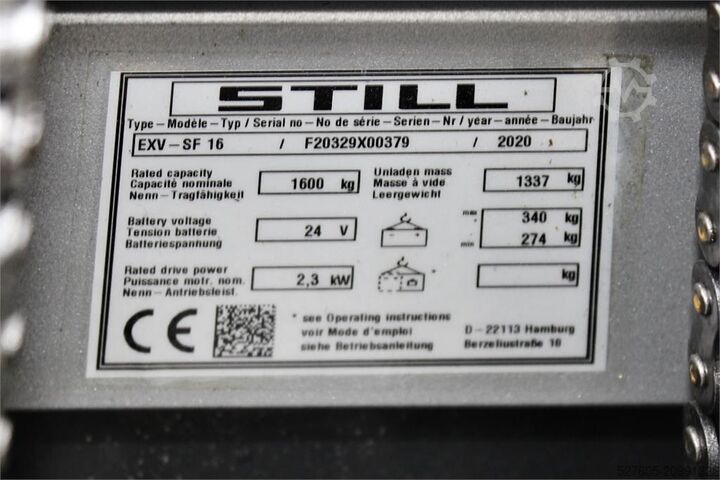 STILL
Type – Modèle – Typ / Serial no – No de série – Serien – Nr / year – année – Baujahr
EXV – SF 16 / F20329X00379 / 2020
Rated capacity
Capacité nominale
Nenn – Tragfähigkeit
1600 kg
Unladen mass
Masse à vide
Leergewicht
1337 kg
Battery voltage
Tension batterie
Batteriespannung
24 V
max 340 kg
min 274 kg
Rated drive power
Puissance motr. nom.
Nenn – Antriebsleist.
2,3 kW
*
kg
CE
* see Operating instructions
voir Mode d'emploi
siehe Betriebsanleitung
D – 22113 Hamburg
Berzeliusstraße 10